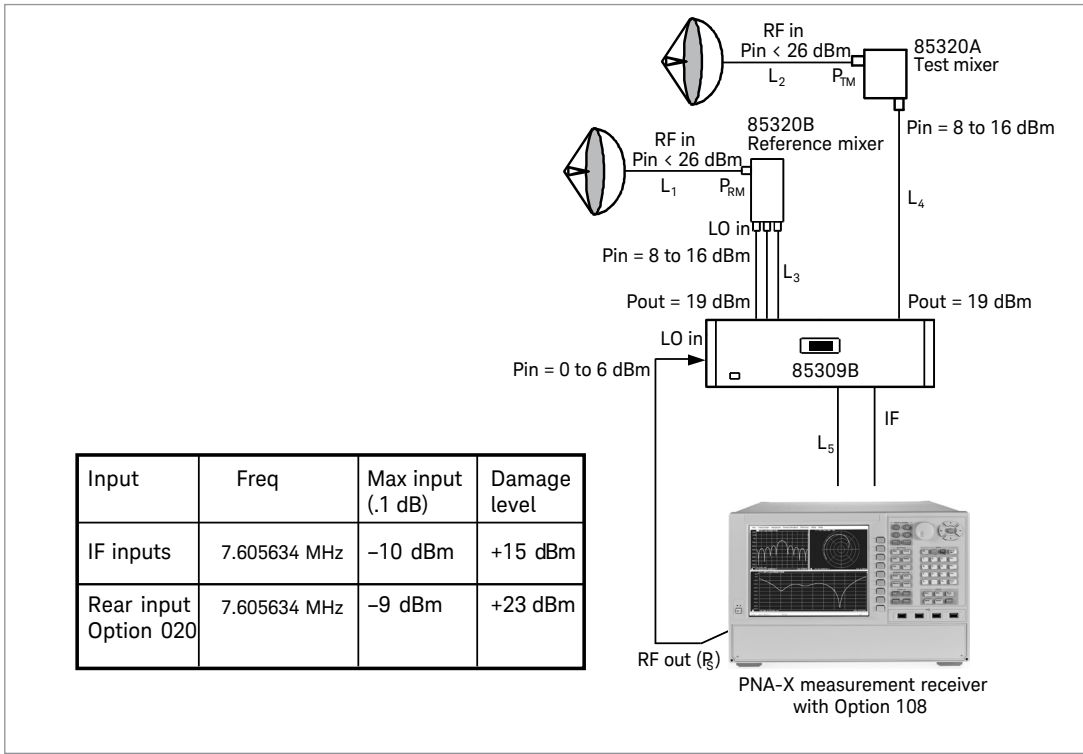 RF in
Pin < 26 dBm
L2
PTM
85320A
Test mixer
Pin = 8 to 16 dBm
RF in
Pin < 26 dBm
L1
PRM
85320B
Reference mixer
LO in
Pin = 8 to 16 dBm
L3
L4
Pout = 19 dBm
Pout = 19 dBm
LO in
Pin = 0 to 6 dBm
85309B
L5
IF
Input Freq Max input (.1 dB) Damage level
IF inputs 7.605634 MHz –10 dBm +15 dBm
Rear input Option 020 7.605634 MHz –9 dBm +23 dBm
RF out (PS)
PNA-X measurement receiver
with Option 108